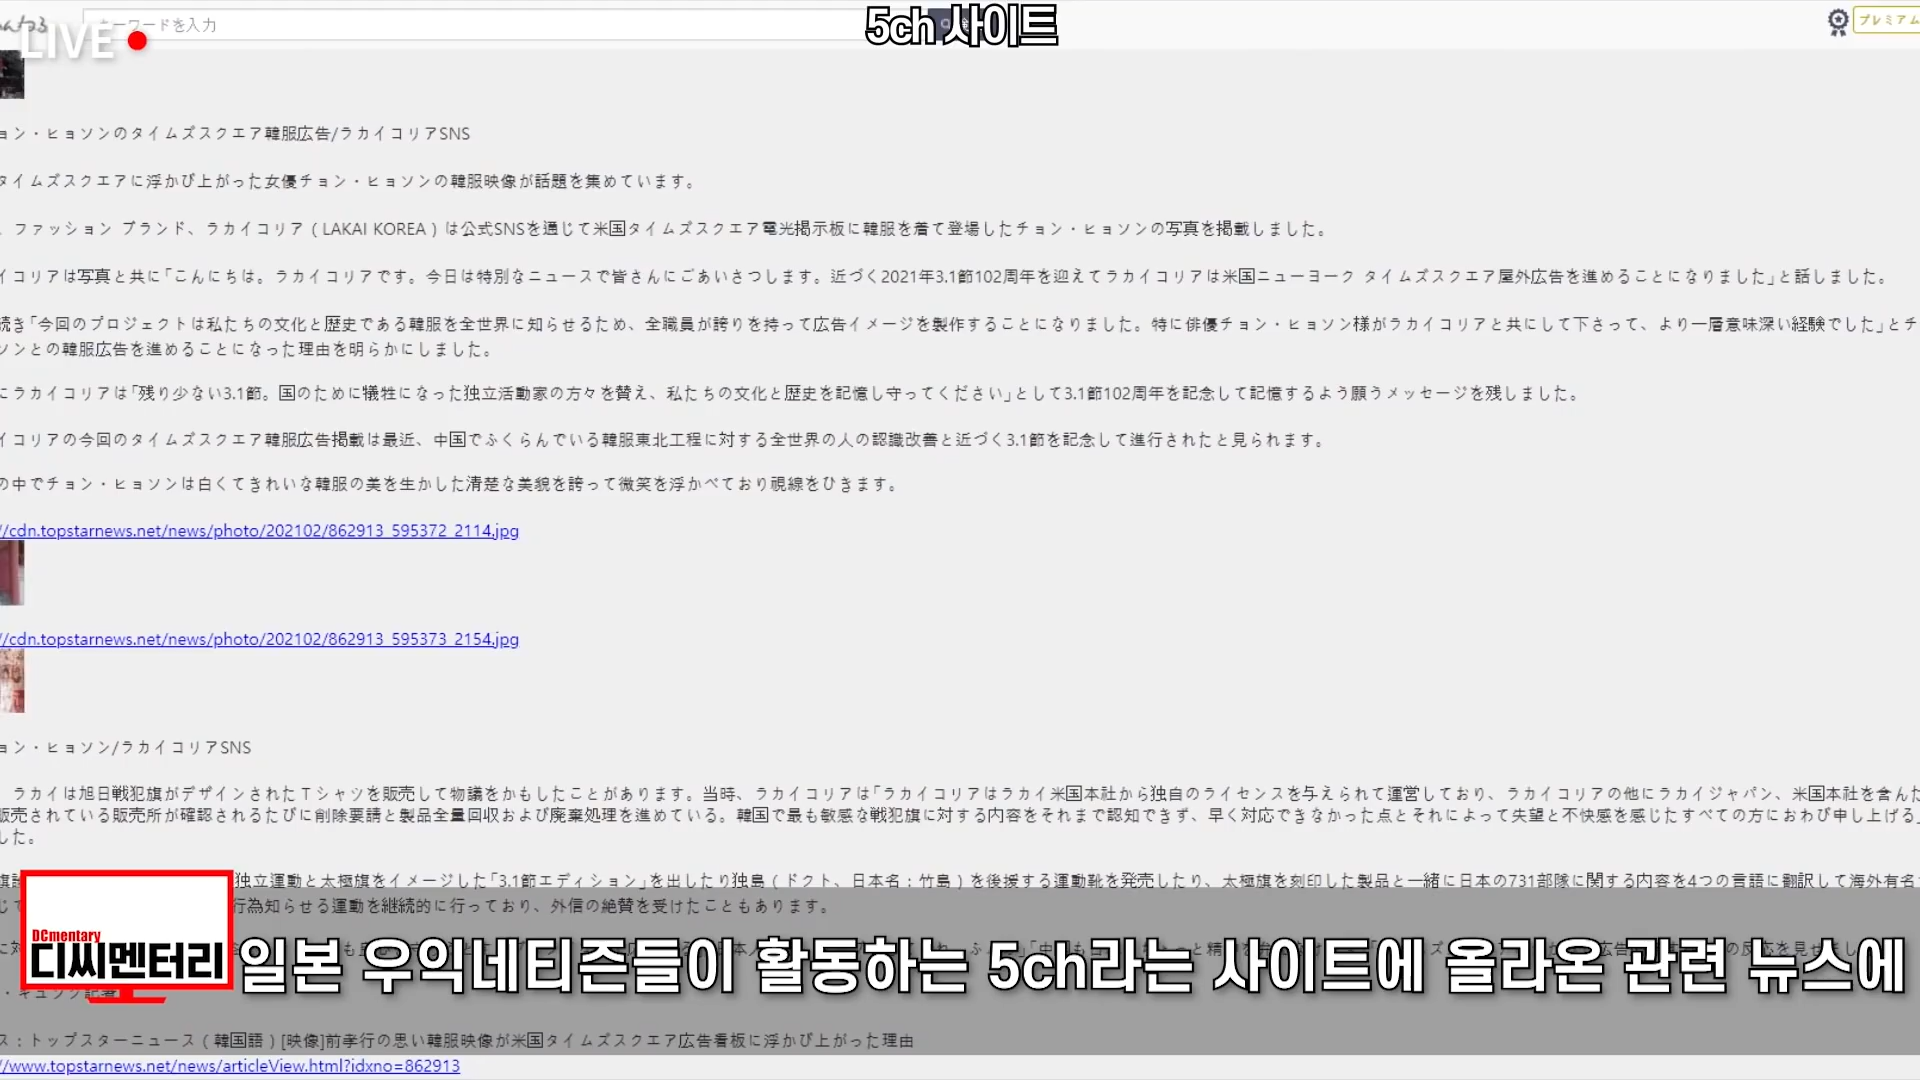 んねる
キーワードを入力
5ch 사이트
プレミアム
LIVE
ョン・ヒョソンのタイムズスクエア韓服広告/ラカイコリアSNS
タイムズスクエアに浮かび上がった女優チョン・ヒョソンの韓服映像が話題を集めています。
、ファッション ブランド、ラカイコリア（LAKAI KOREA）は公式SNSを通じて米国タイムズスクエア電光掲示板に韓服を着て登場したチョン・ヒョソンの写真を掲載しました。
イコリアは写真と共に「こんにちは。ラカイコリアです。今日は特別なニュースで皆さんにごあいさつします。近づく2021年3.1節102周年を迎えてラカイコリアは米国ニューヨーク タイムズスクエア屋外広告を進めることになりました」と話しました。
続き「今回のプロジェクトは私たちの文化と歴史である韓服を全世界に知らせるため、全職員が誇りを持って広告イメージを製作することになりました。特に俳優チョン・ヒョソン様がラカイコリアと共にして下さって、より一層意味深い経験でした」とチ
ソンとの韓服広告を進めることになった理由を明らかにしました。
にラカイコリアは「残り少ない3.1節。国のために犠牲になった独立活動家の方々を替え、私たちの文化と歴史を記憶し守ってください」として3.1節102周年を記念して記憶するよう願うメッセージを残しました。
イコリアの今回のタイムズスクエア韓服広告掲載は最近、中国でふくらんでいる韓服東北工程に対する全世界の人の認識改善と近づく3.1節を記念して進行されたと見られます。
の中でチョン・ヒョソンは白くてきれいな韓服の美を生かした清楚な美貌を誇って微笑を浮かべており視線をひきます。
//cdn.topstarnews.net/news/photo/202102/862913_595372_2114.jpg
//cdn.topstarnews.net/news/photo/202102/862913_595373_2154.jpg
ョン・ヒョソン/ラカイコリアSNS
、ラカイは旭日戦犯旗がデザインされたTシャツを販売して物議をかもしたことがあります。当時、ラカイコリアは「ラカイコリアはラカイ米国本社から独自のライセンスを与えられて運営しており、ラカイコリアの他にラカイジャパン、米国本社を含んた
販売されている販売所が確認されるたびに削除要請と製品全量回収および廃棄処理を進めている。韓国で最も敏感な戦犯旗に対する内容をそれまで認知できず、早く対応できなかった点とそれによって失望と不快感を感じたすべての方におわび申し上げる」
した。
独立運動と太極旗をイメージした「3.1節エディション」を出したり独島（ドクト、日本名：竹島）を後援する運動靴を発売したり、太極旗を刻印した製品と一緒に日本の731部隊に関する内容を4つの言語に翻訳して海外有名
行為知らせる運動を継続的に行っており、外信の絶賛を受けたこともあります。
DCmentary
디씨멘터리
일본 우익네티즌들이 활동하는 5ch라는 사이트에 올라온 관련 뉴스에
ス：トップスターニュース（韓国語）[映像]前孝行の思い韓服映像が米国タイムズスクエア広告看板に浮かび上がった理由
//www.topstarnews.net/news/articleView.html?idxno=862913